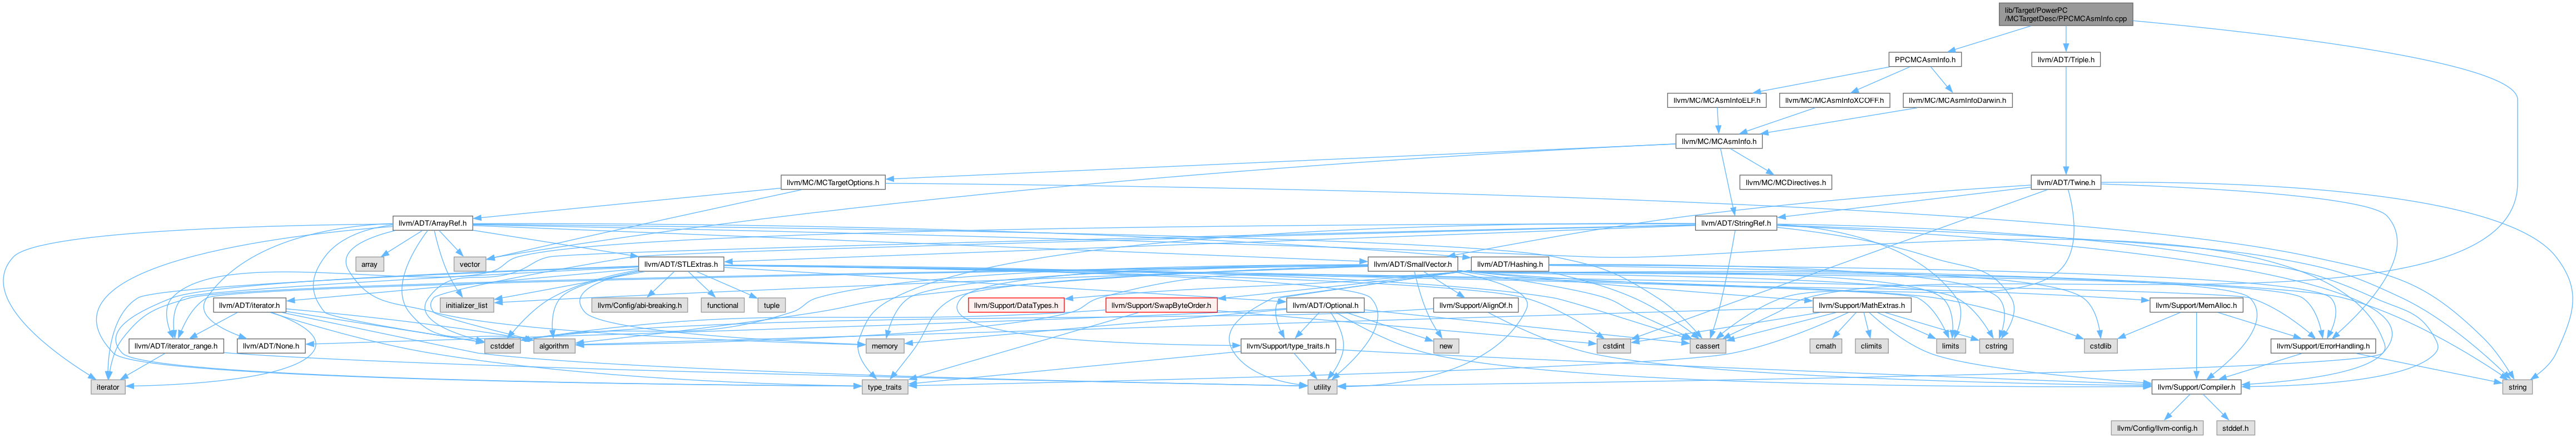 lib/Target/PowerPC
/MCTargetDesc/PPCMCAsmInfo.cpp
PPCMCAsmInfo.h
llvm/ADT/Triple.h
llvm/MC/MCAsmInfoELF.h
llvm/MC/MCAsmInfoXCOFF.h
llvm/MC/MCAsmInfoDarwin.h
llvm/MC/MCAsmInfo.h
llvm/MC/MCTargetOptions.h
llvm/MC/MCDirectives.h
llvm/ADT/Twine.h
llvm/ADT/ArrayRef.h
llvm/ADT/StringRef.h
array
vector
llvm/ADT/STLExtras.h
llvm/ADT/SmallVector.h
llvm/ADT/Hashing.h
llvm/ADT/iterator.h
initializer_list
llvm/Config/abi-breaking.h
functional
tuple
llvm/Support/DataTypes.h
llvm/Support/SwapByteOrder.h
llvm/ADT/Optional.h
llvm/Support/AlignOf.h
llvm/Support/MathExtras.h
llvm/Support/MemAlloc.h
llvm/ADT/iterator_range.h
llvm/ADT/None.h
cstddef
algorithm
memory
llvm/Support/type_traits.h
new
cstdint
cassert
cmath
climits
limits
cstring
cstdlib
llvm/Support/ErrorHandling.h
iterator
type_traits
utility
llvm/Support/Compiler.h
string
llvm/Config/llvm-config.h
stddef.h